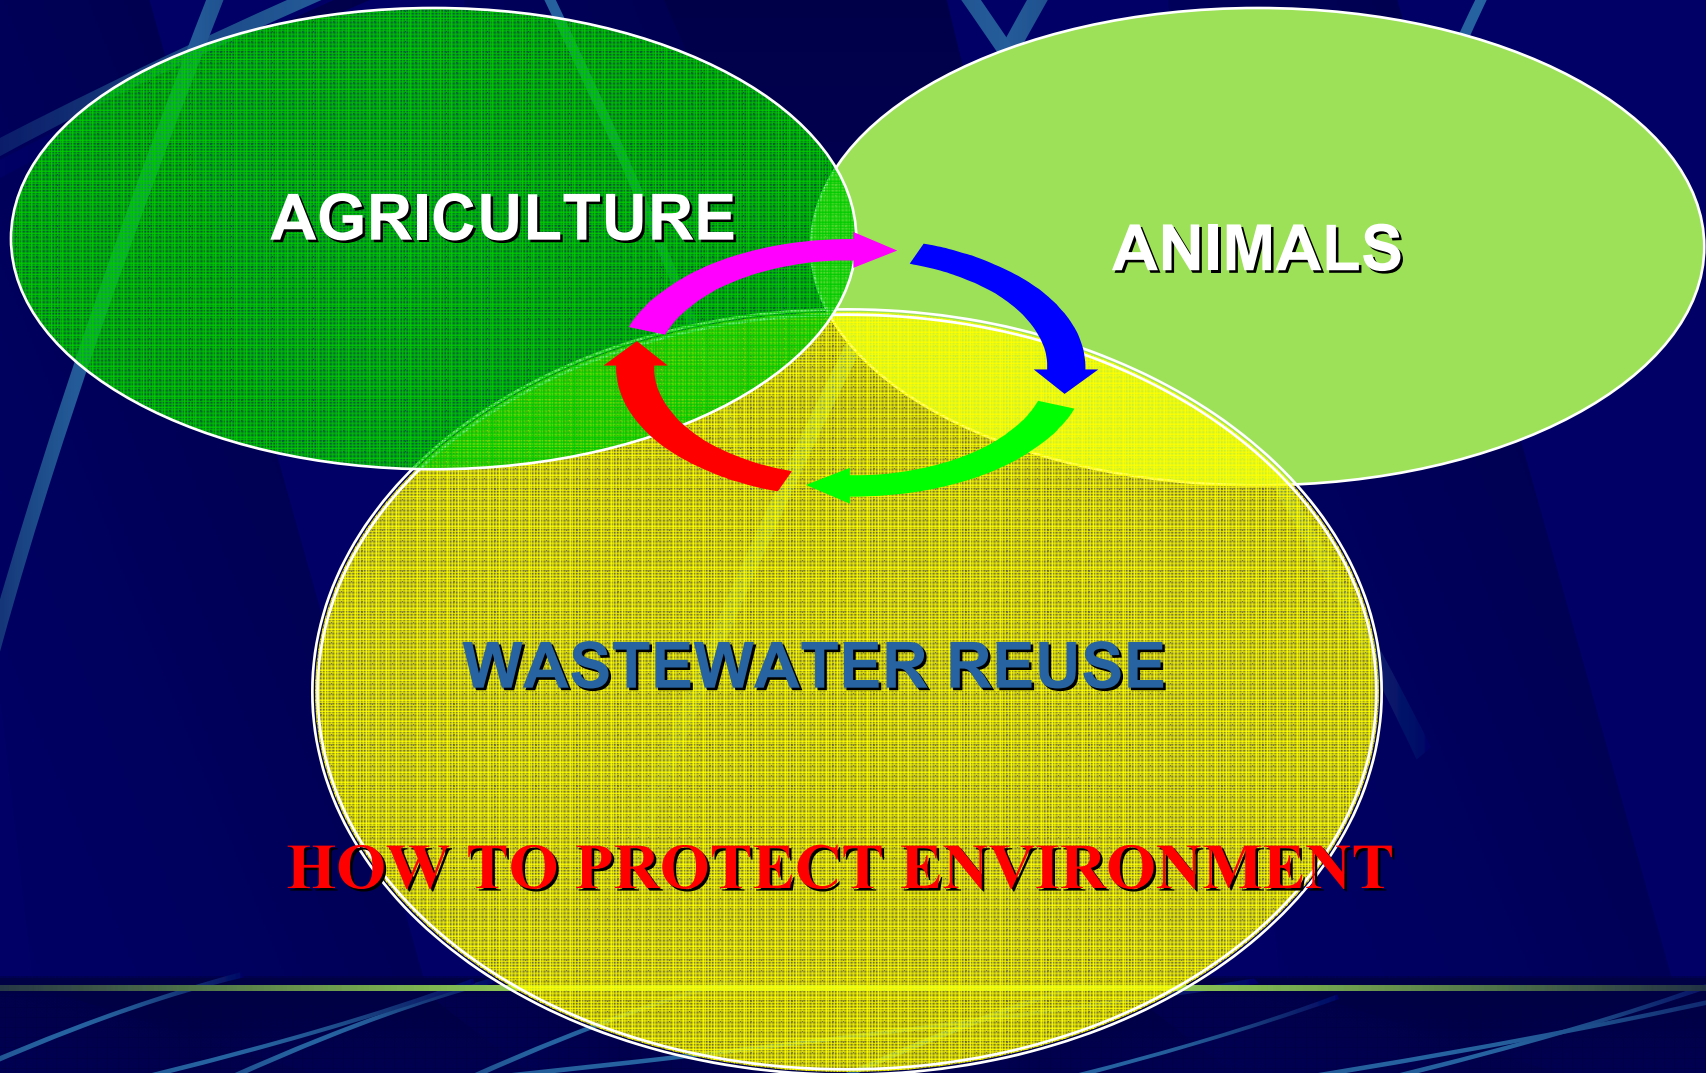 AGRICULTURE
ANIMALS
WASTEWATER REUSE
HOW TO PROTECT ENVIRONMENT